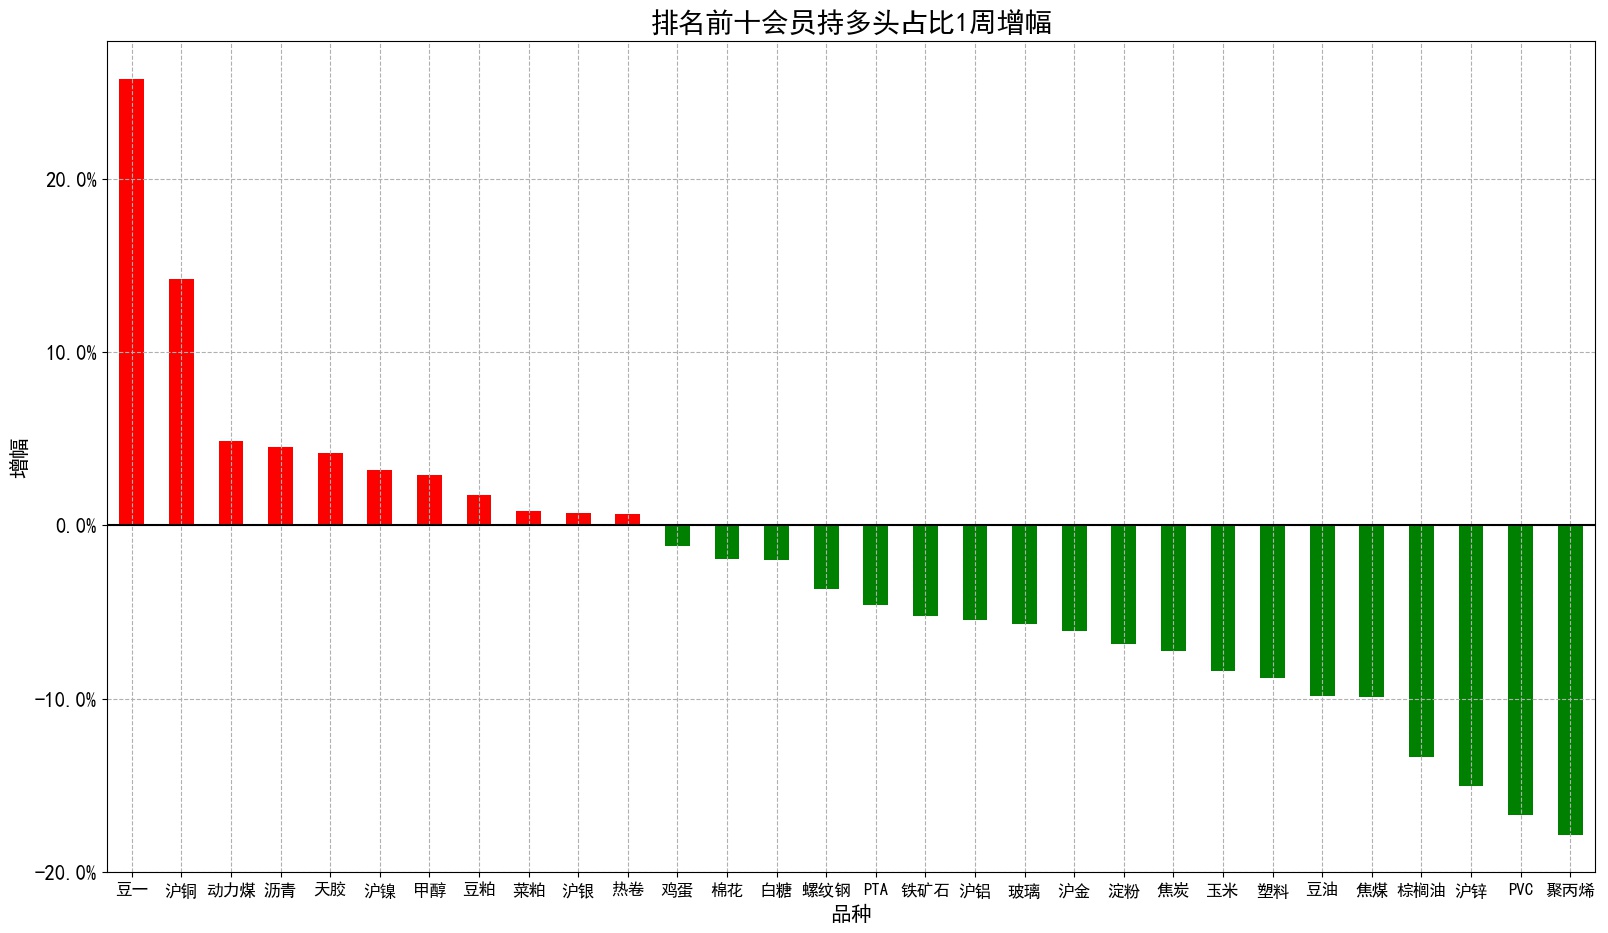 排名前十会员持多头占比1周增幅
20.0%
10.0%
0.0%
-10.0%
-20.0%
增幅
豆一 沪铜 动力煤 沥青 天胶 沪镍 甲醇 豆粕 菜粕 沪银 热卷 鸡蛋 棉花 白糖 螺纹钢 PTA 铁矿石 沪铝 玻璃 沪金 淀粉 焦炭 玉米 塑料 豆油 焦煤 棕榈油 沪锌 PVC 聚丙烯
品种